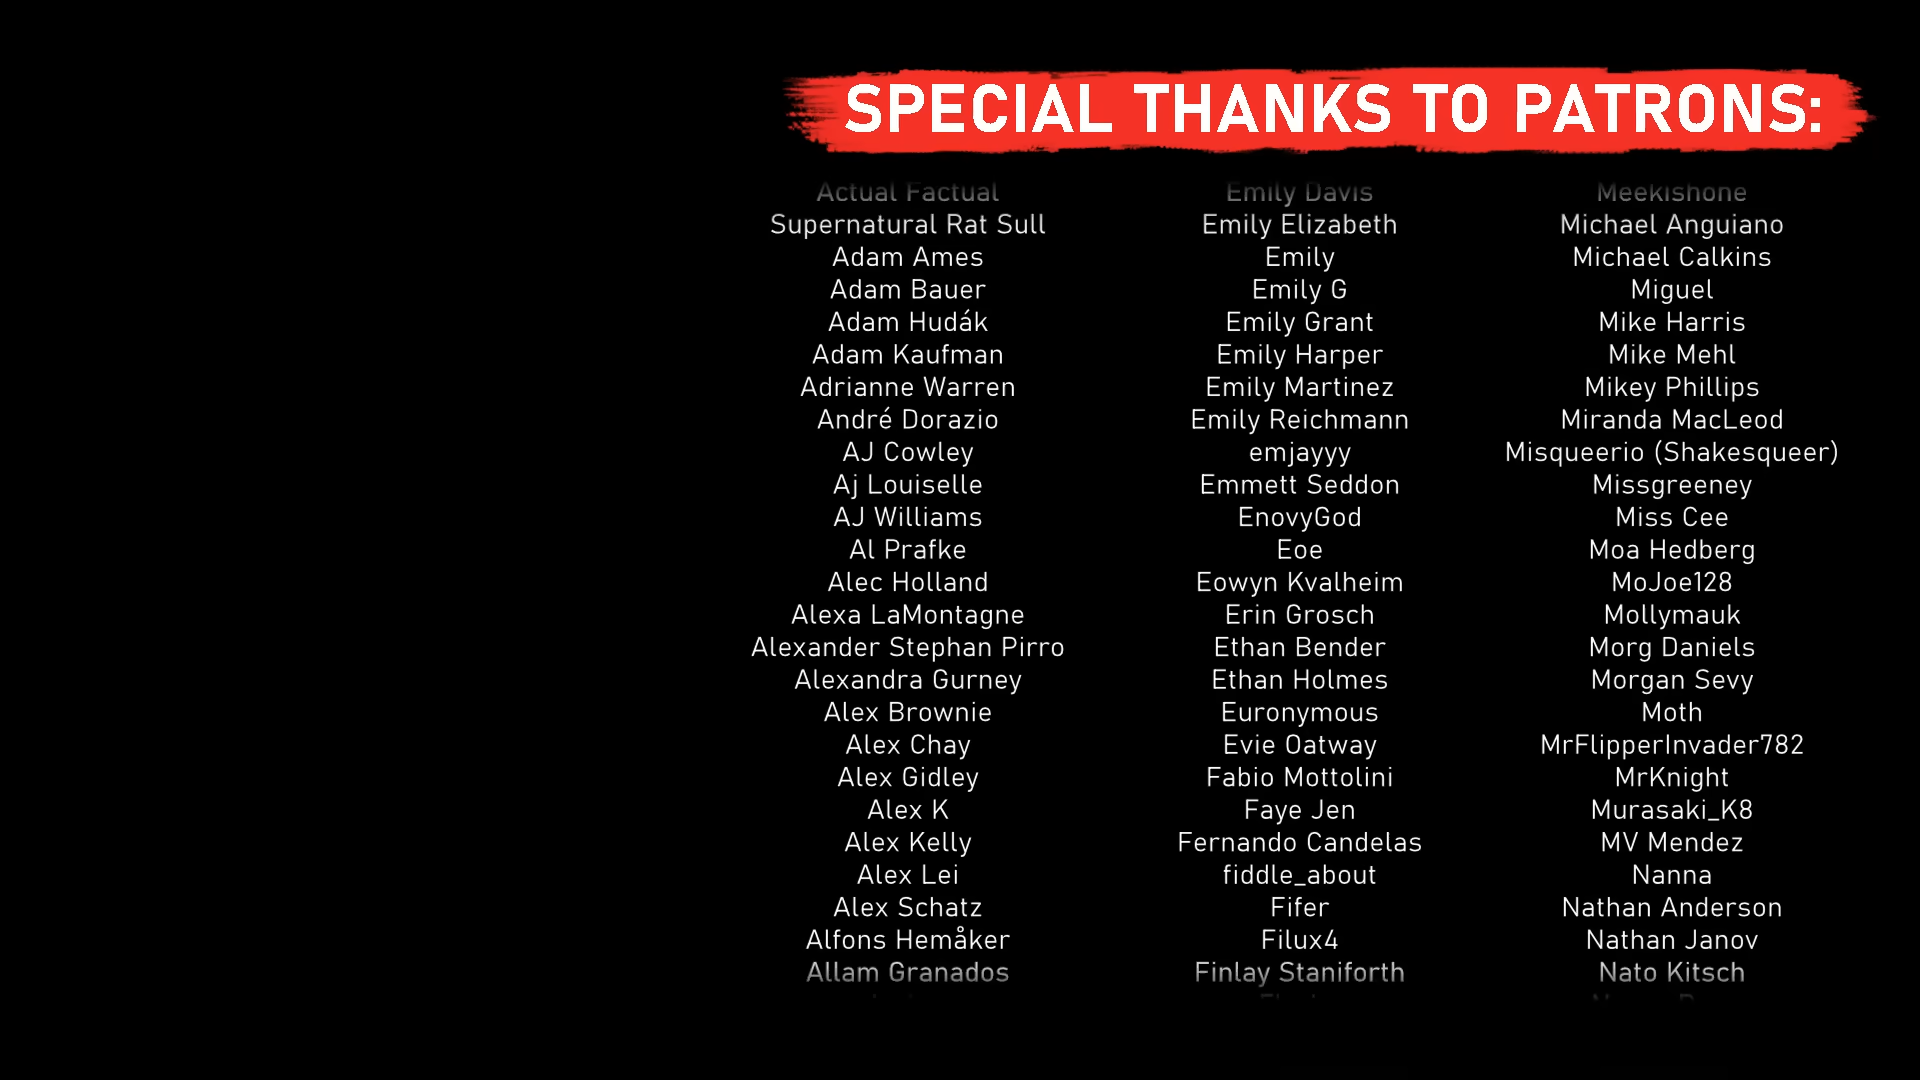 SPECIAL THANKS TO PATRONS:
Actual Factual
Supernatural Rat Sull
Adam Ames
Adam Bauer
Adam Hudák
Adam Kaufman
Adrianne Warren
André Dorazio
AJ Cowley
Aj Louiselle
AJ Williams
Al Prafke
Alec Holland
Alexa LaMontagne
Alexander Stephan Pirro
Alexandra Gurney
Alex Brownie
Alex Chay
Alex Gidley
Alex K
Alex Kelly
Alex Lei
Alex Schatz
Alfons Hemåker
Allam Granados
Emily Davis
Emily Elizabeth
Emily
Emily G
Emily Grant
Emily Harper
Emily Martinez
Emily Reichmann
emjayyy
Emmett Seddon
EnovyGod
Eoe
Eowyn Kvalheim
Erin Grosch
Ethan Bender
Ethan Holmes
Euronymous
Evie Oatway
Fabio Mottolini
Faye Jen
Fernando Candelas
fiddle_about
Fifer
Filux4
Finlay Staniforth
Meekishone
Michael Anguiano
Michael Calkins
Miguel
Mike Harris
Mike Mehl
Mikey Phillips
Miranda MacLeod
Misqueerio (Shakesqueer)
Missgreeney
Miss Cee
Moa Hedberg
MoJoe128
Mollymauk
Morg Daniels
Morgan Sevy
Moth
MrFlipperInvader782
MrKnight
Murasaki_K8
MV Mendez
Nanna
Nathan Anderson
Nathan Janov
Nato Kitsch